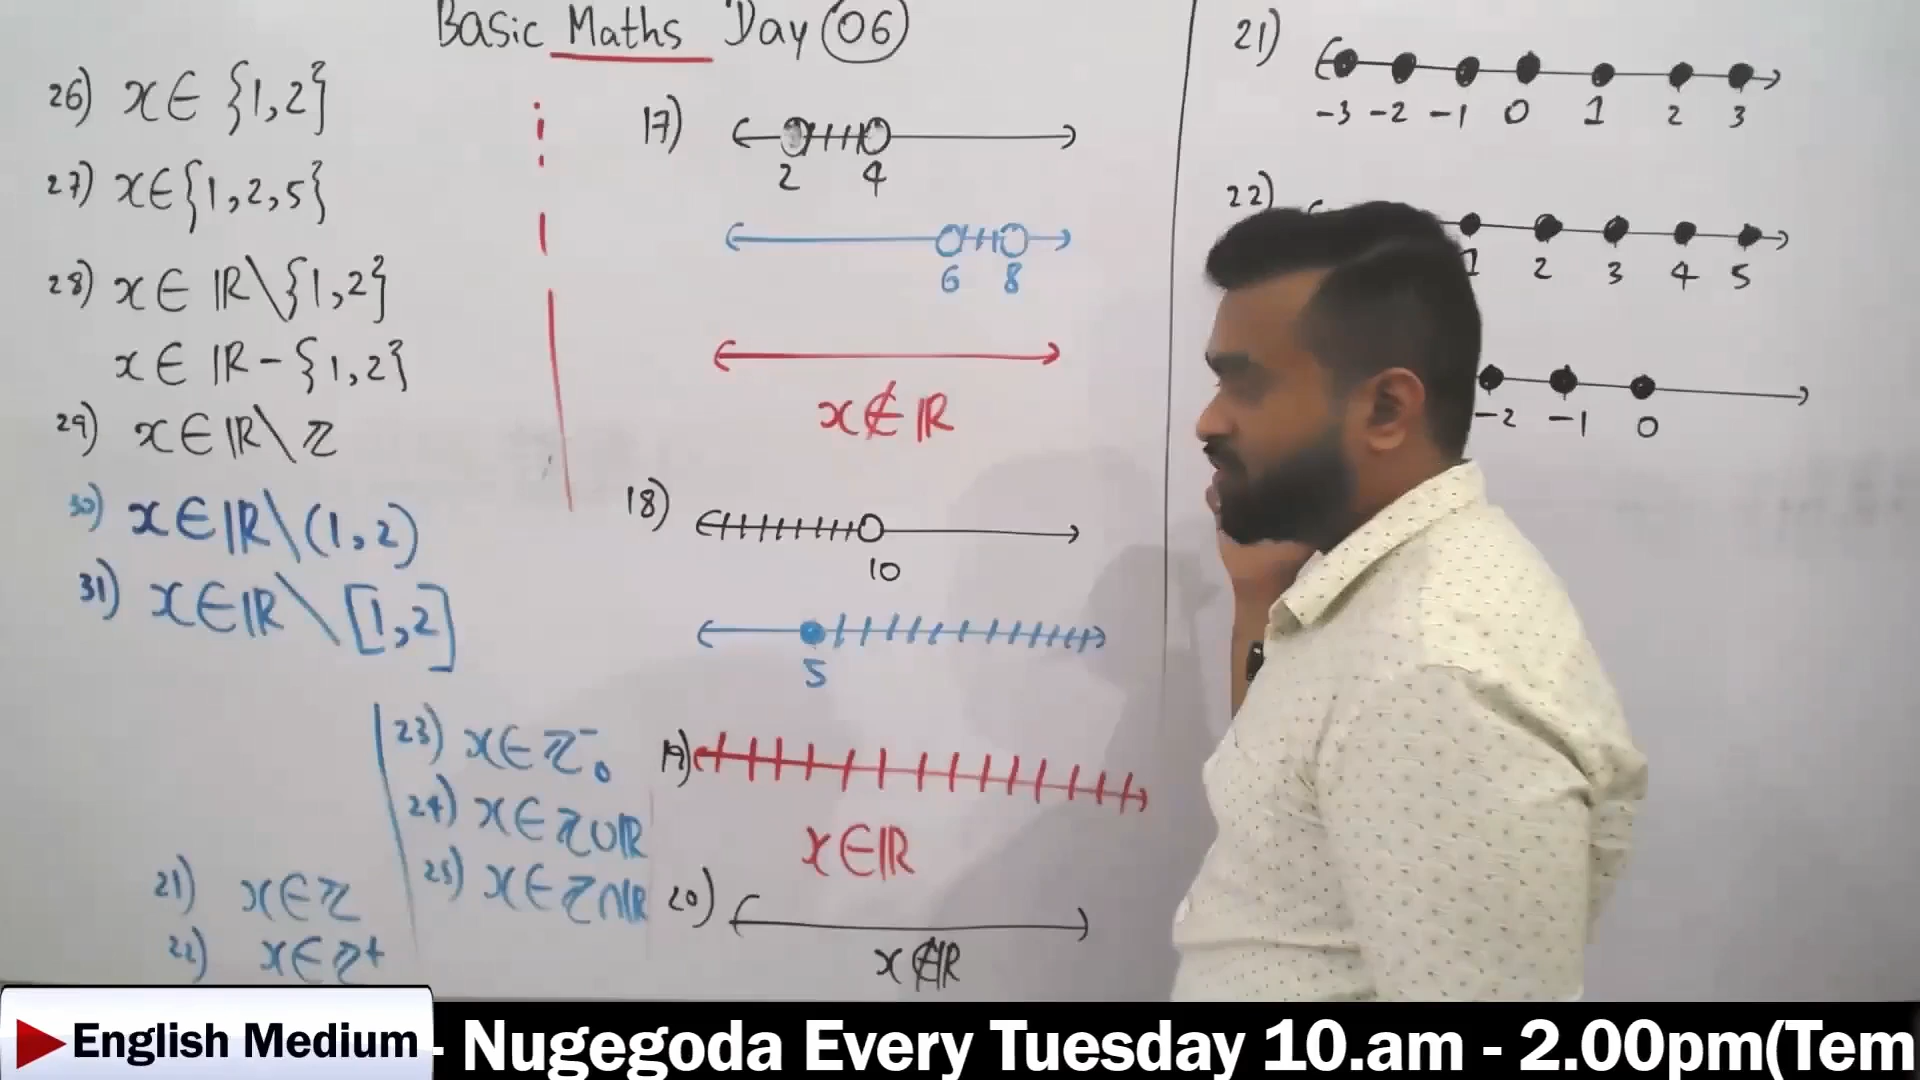 Basic Maths Day 06
26) x∈ {1,2}
27) x∈{1,2,5}
28) x∈ ℝ\{1,2}
x∈ ℝ-{1,2}
29) x∈ℝ\ℤ
30) x∈ℝ\(1,2)
31) x∈ℝ\[1,2]
23) x∈ℤ⁻₀
24) x∈ℤ∪ℝ
25) x∈ℤ∩ℝ
21) x∈ℤ
22) x∈ℤ+
17)
2 4
6 8
x∉ℝ
18)
10
5
19)
x∈ℝ
20)
x∉ℝ
21)
-3 -2 -1 0 1 2 3
22)
1 2 3 4 5
-2 -1 0
English Medium
- Nugegoda Every Tuesday 10.am - 2.00pm(Tem